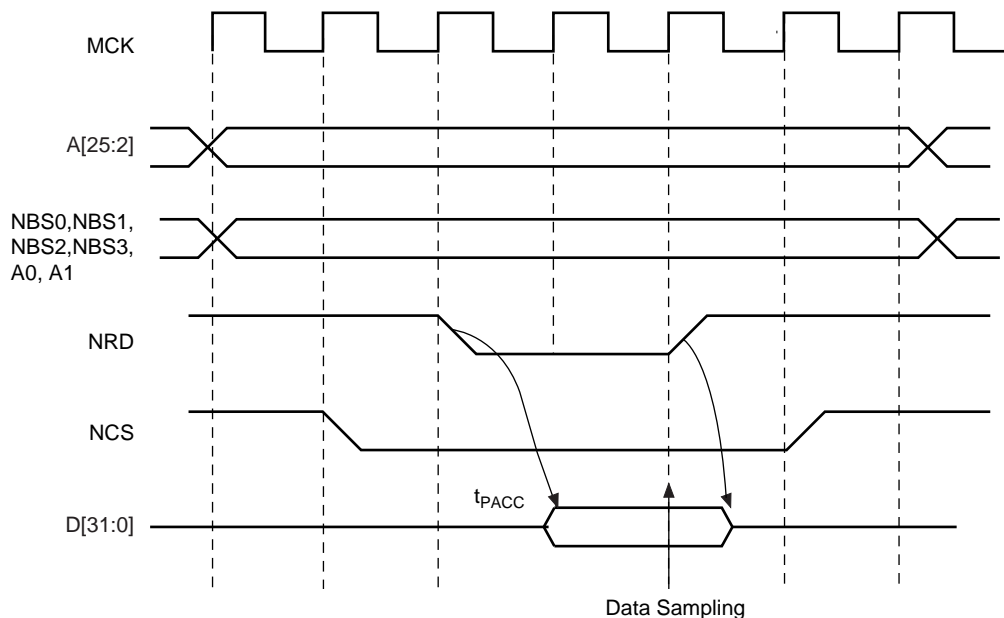 MCK
A[25:2]
NBS0,NBS1,
NBS2,NBS3,
A0, A1
NRD
NCS
tPACC
D[31:0]
Data Sampling